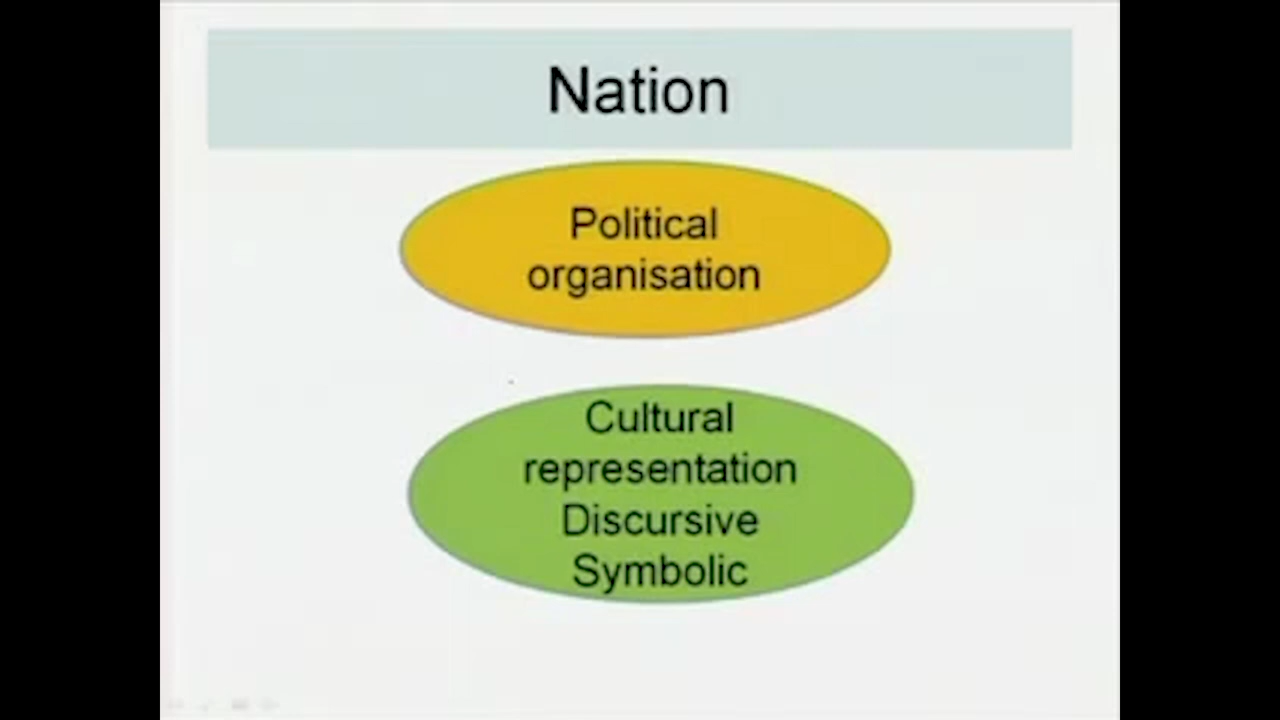 Nation
Political
organisation
Cultural
representation
Discursive
Symbolic